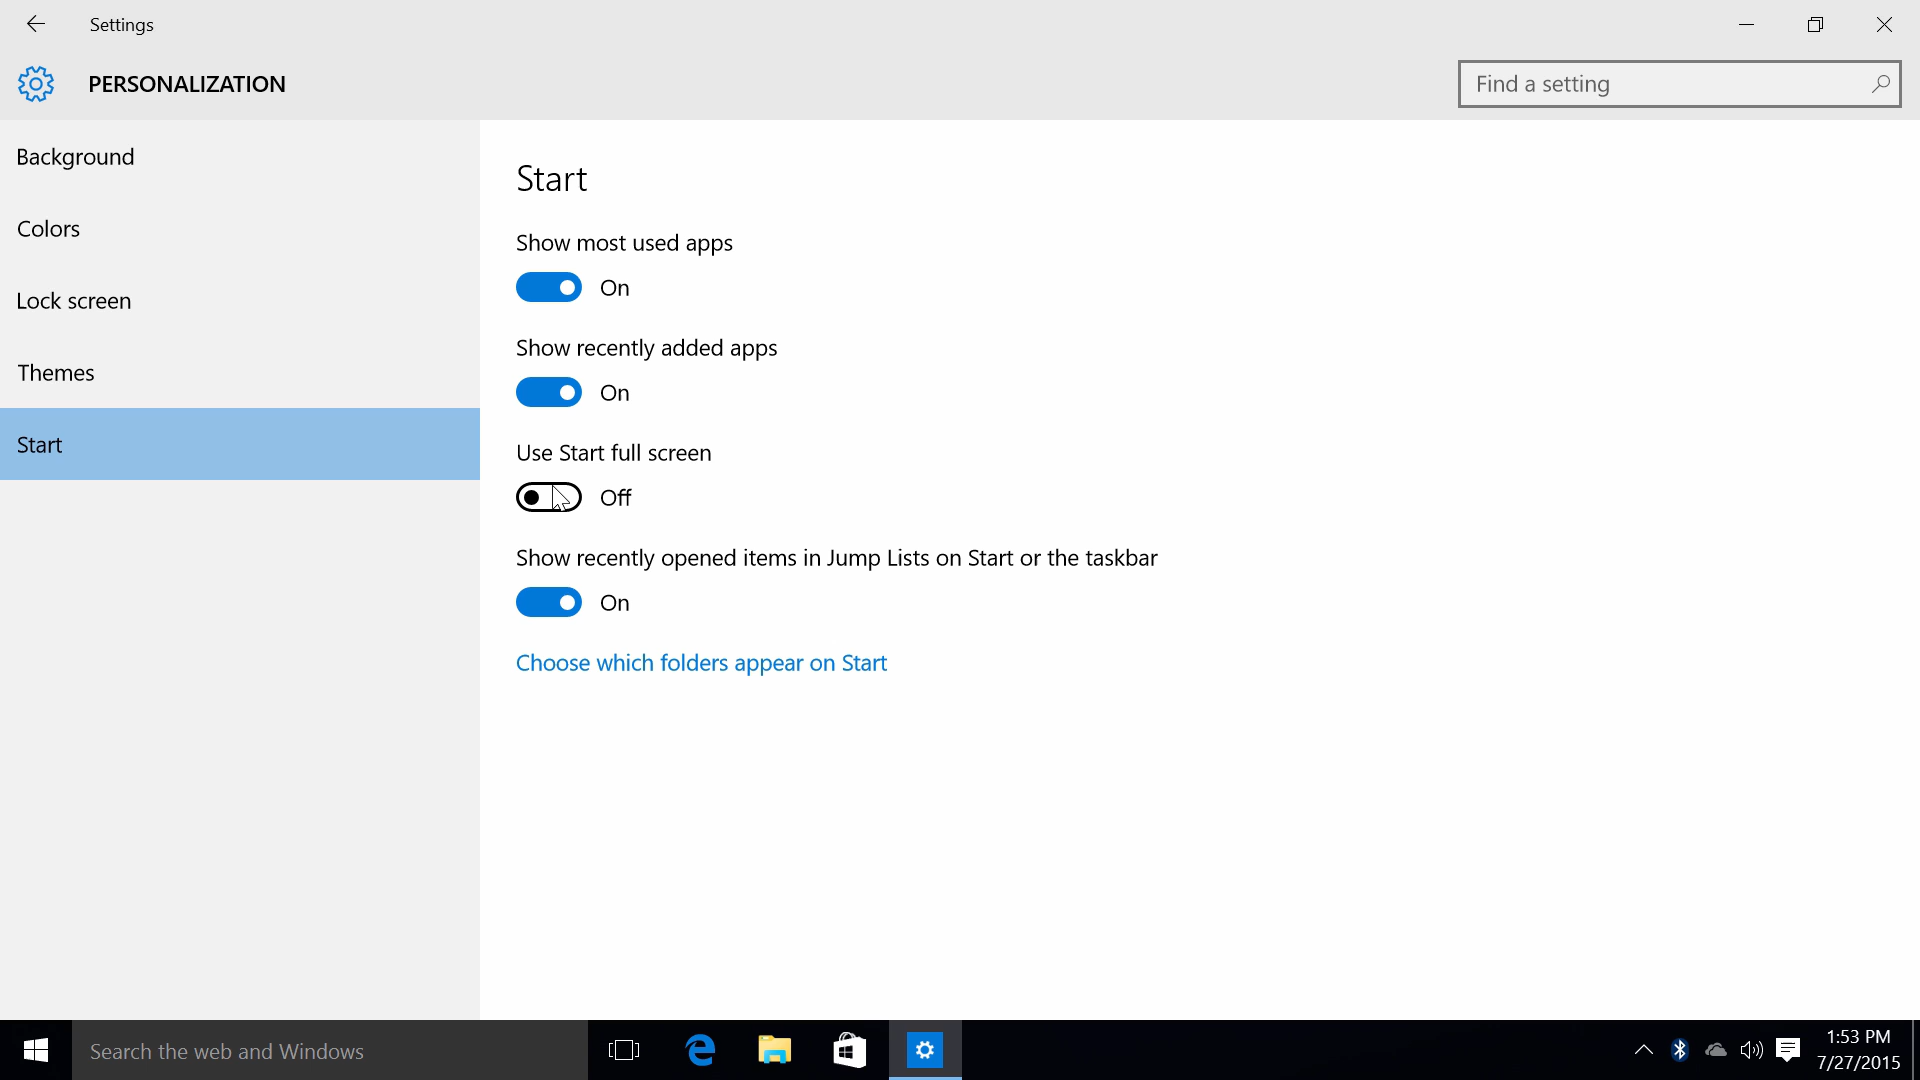 Settings
PERSONALIZATION
Find a setting
Background
Colors
Lock screen
Themes
Start
Start
Show most used apps
On
Show recently added apps
On
Use Start full screen
Off
Show recently opened items in Jump Lists on Start or the taskbar
On
Choose which folders appear on Start
Search the web and Windows
1:53 PM
7/27/2015